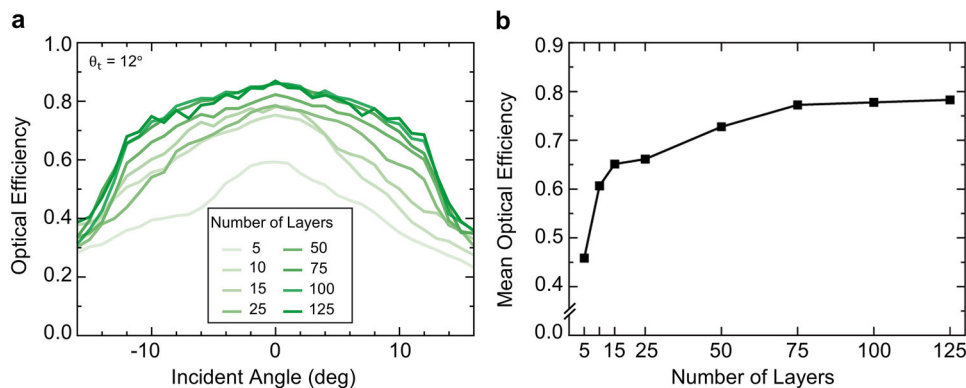 a
θt = 12°
1.0
0.8
0.6
0.4
0.2
0.0
Optical Efficiency
Number of Layers
5 50
10 75
15 100
25 125
-10 0 10
Incident Angle (deg)
b
0.9
0.8
0.7
0.6
0.5
0.4
0.0
Mean Optical Efficiency
5 15 25 50 75 100 125
Number of Layers